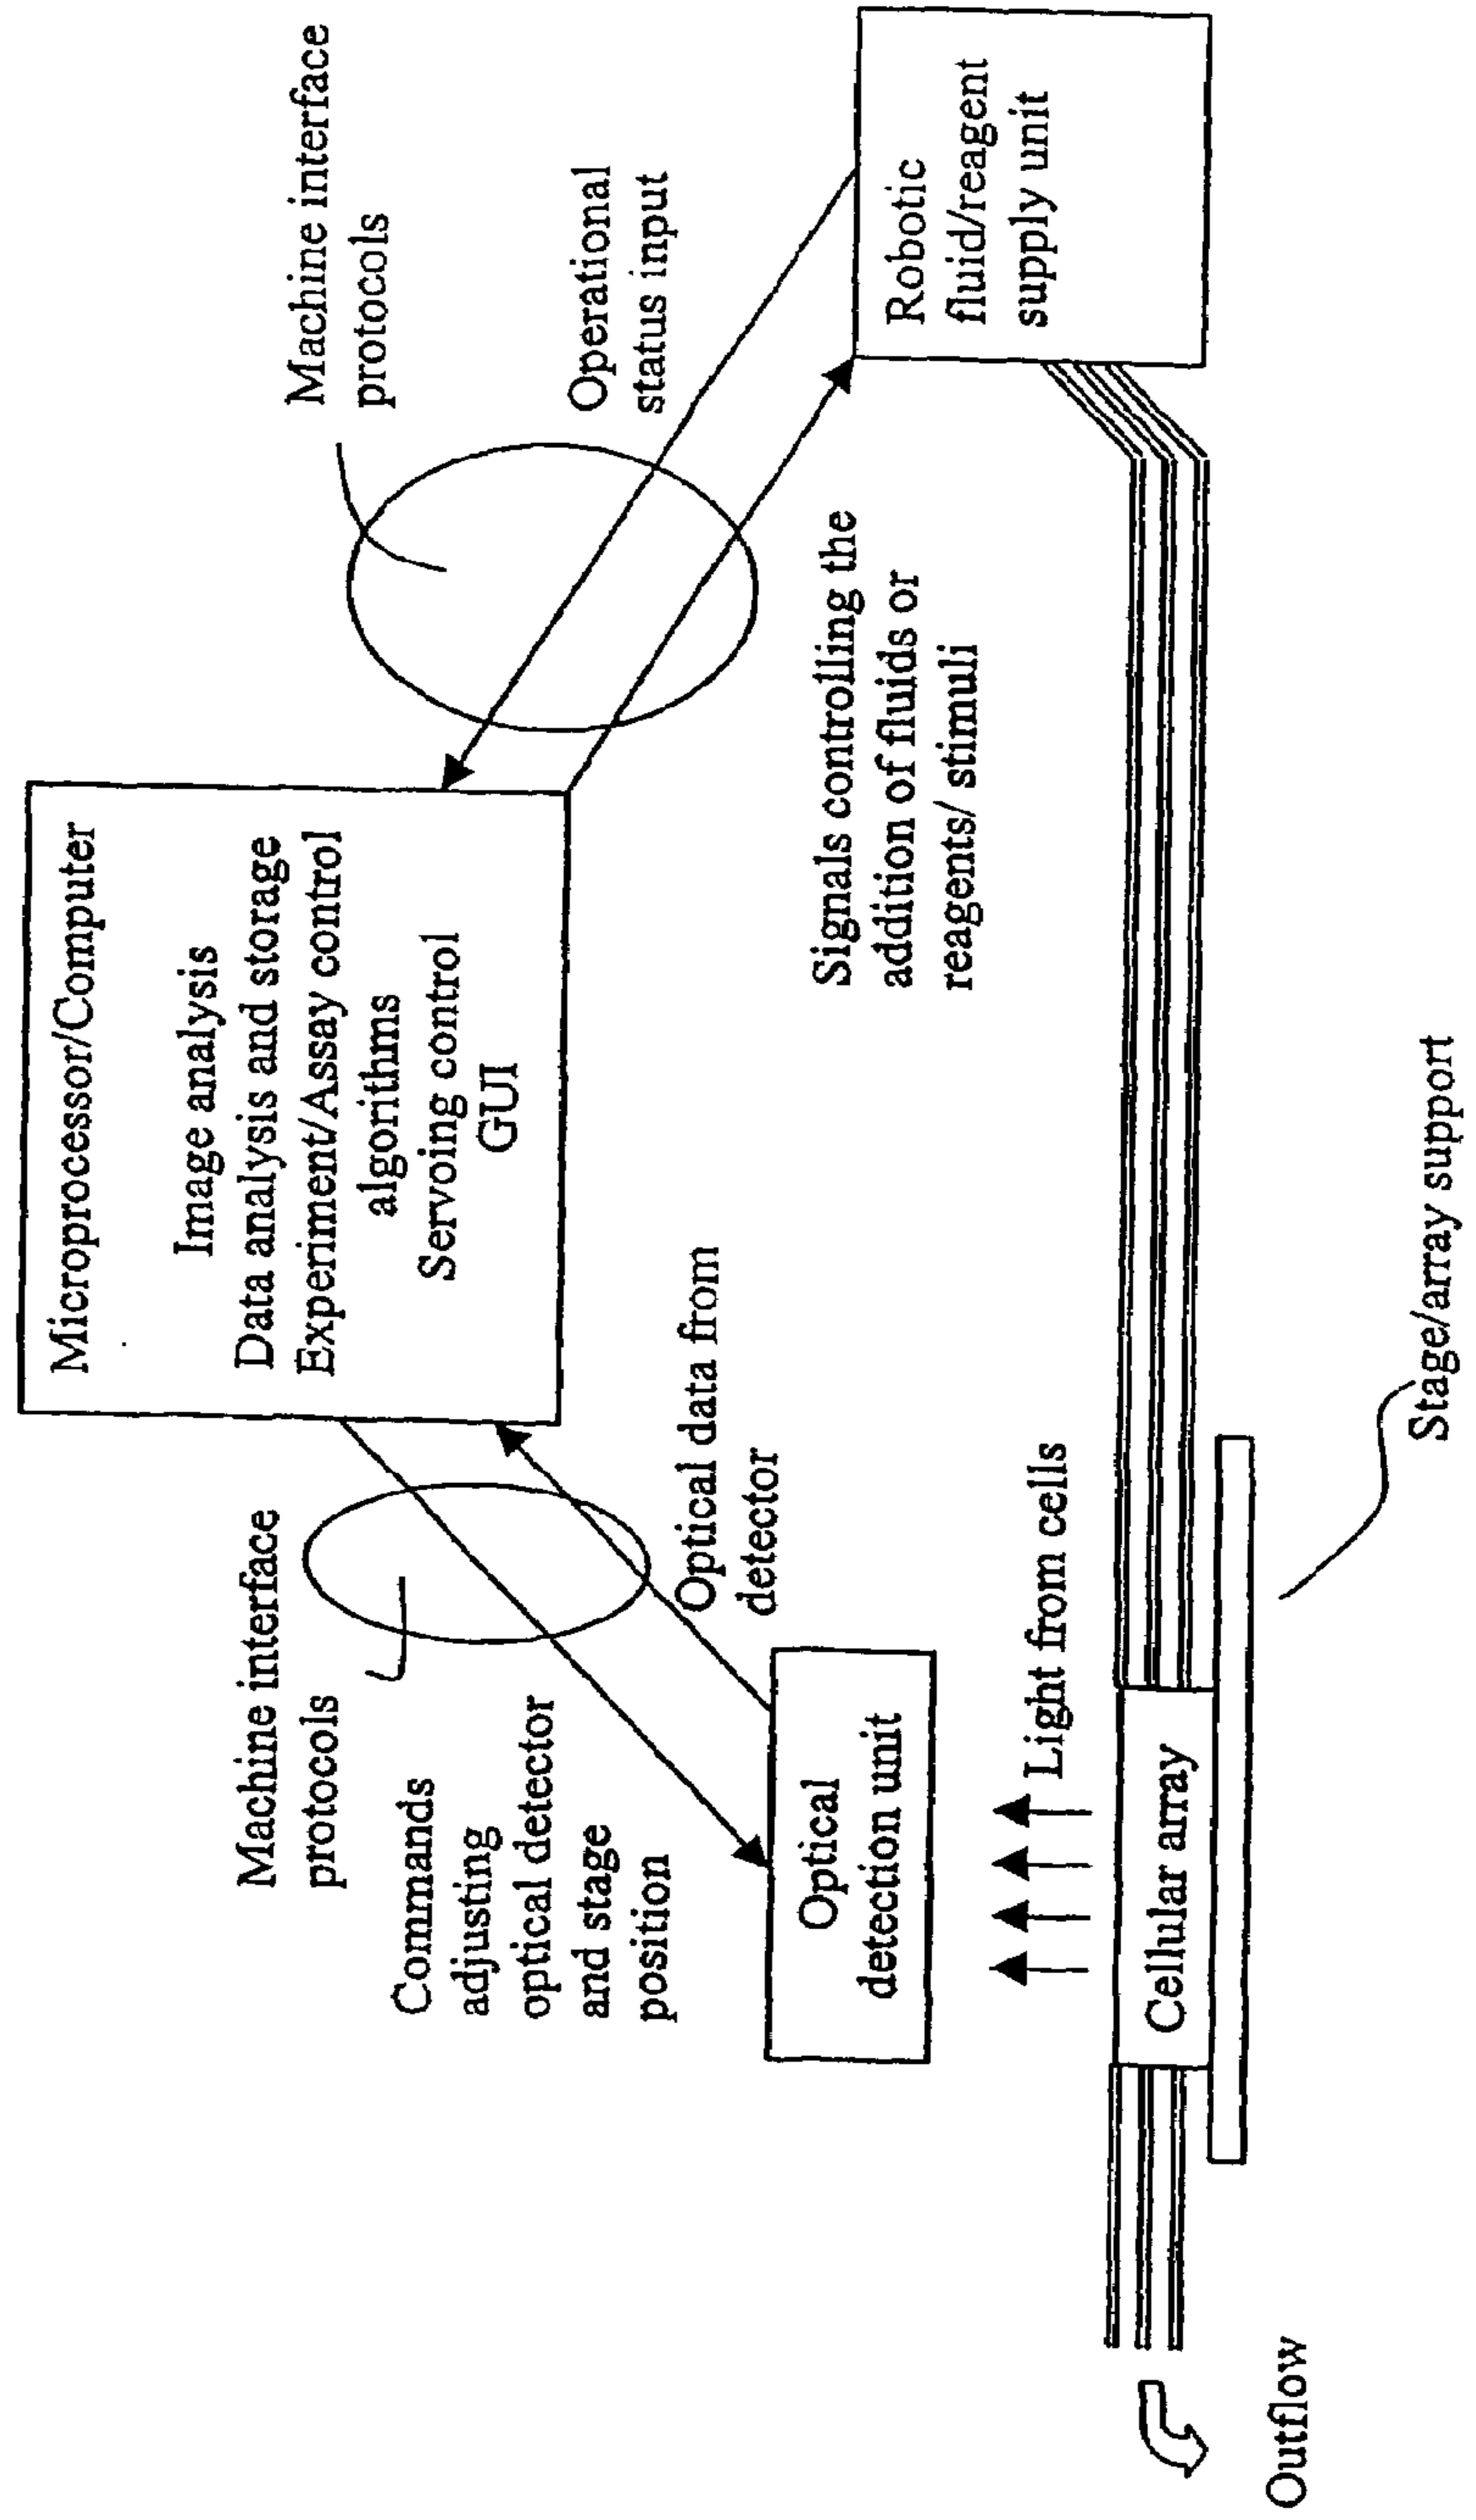 Microprocessor/Computer
Image analysis
Data analysis and storage
Experiment/Assay control
algorithms
Servoing control
GUI
Machine interface
protocols
Machine interface
protocols
Commands
adjusting
optical detector
and stage
position
Optical data from
detector
Operational
status input
Signals controlling the
addition of fluids or
reagents/ stimuli
Optical
detection unit
Robotic
fluid/reagent
supply unit
Light from cells
Cellular array
Stage/array support
Outflow